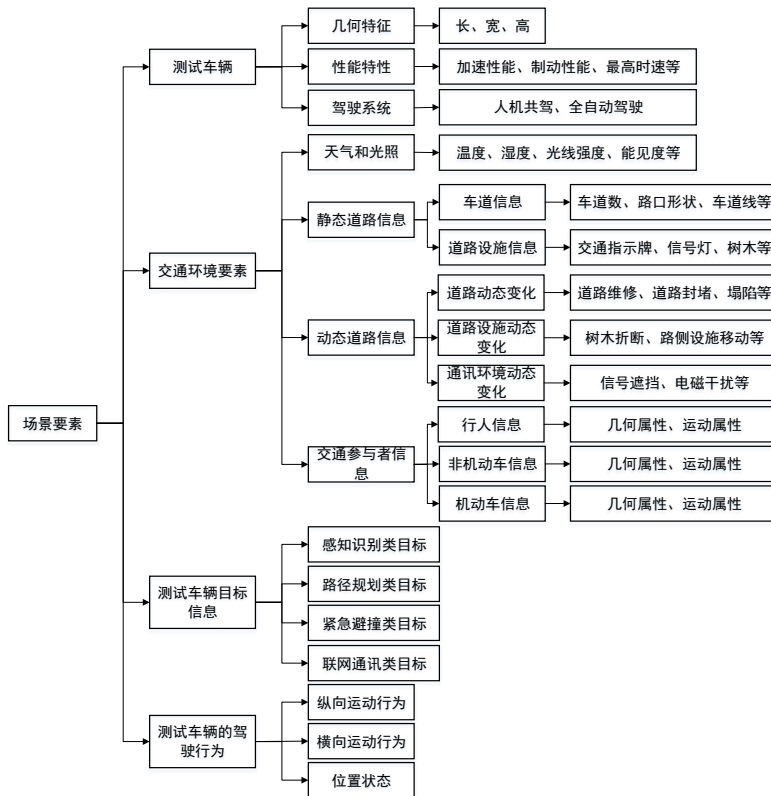 场景要素
测试车辆
几何特征
长、宽、高
性能特性
加速性能、制动性能、最高时速等
驾驶系统
人机共驾、全自动驾驶
交通环境要素
天气和光照
温度、湿度、光线强度、能见度等
静态道路信息
车道信息
车道数、路口形状、车道线等
道路设施信息
交通指示牌、信号灯、树木等
动态道路信息
道路动态变化
道路维修、道路封堵、塌陷等
道路设施动态
变化
树木折断、路侧设施移动等
通讯环境动态
变化
信号遮挡、电磁干扰等
交通参与者信
息
行人信息
几何属性、运动属性
非机动车信息
几何属性、运动属性
机动车信息
几何属性、运动属性
测试车辆目标
信息
感知识别类目标
路径规划类目标
紧急避撞类目标
联网通讯类目标
测试车辆的驾
驶行为
纵向运动行为
横向运动行为
位置状态